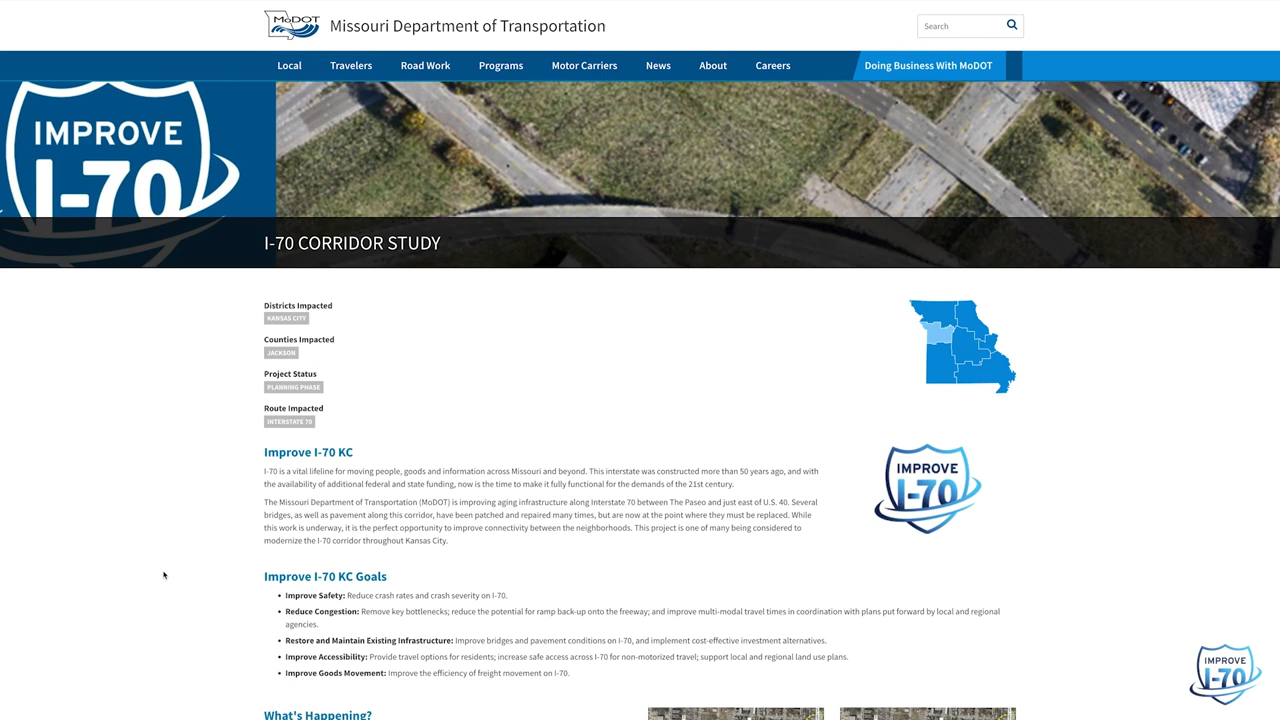 MoDOT
Missouri Department of Transportation
Search
Local
Travelers
Road Work
Programs
Motor Carriers
News
About
Careers
Doing Business With MoDOT
IMPROVE
I-70
I-70 CORRIDOR STUDY
Districts Impacted
KANSAS CITY
Counties Impacted
JACKSON
Project Status
PLANNING PHASE
Route Impacted
INTERSTATE 70
Improve I-70 KC
I-70 is a vital lifeline for moving people, goods and information across Missouri and beyond. This interstate was constructed more than 50 years ago, and with
the availability of additional federal and state funding, now is the time to make it fully functional for the demands of the 21st century.
The Missouri Department of Transportation (MoDOT) is improving aging infrastructure along Interstate 70 between The Paseo and just east of U.S. 40. Several
bridges, as well as pavement along this corridor, have been patched and repaired many times, but are now at the point where they must be replaced. While
this work is underway, it is the perfect opportunity to improve connectivity between the neighborhoods. This project is one of many being considered to
modernize the I-70 corridor throughout Kansas City.
IMPROVE
I-70
Improve I-70 KC Goals
• Improve Safety: Reduce crash rates and crash severity on I-70.
• Reduce Congestion: Remove key bottlenecks; reduce the potential for ramp back-up onto the freeway; and improve multi-modal travel times in coordination with plans put forward by local and regional
agencies.
• Restore and Maintain Existing Infrastructure: Improve bridges and pavement conditions on I-70, and implement cost-effective investment alternatives.
• Improve Accessibility: Provide travel options for residents; increase safe access across I-70 for non-motorized travel; support local and regional land use plans.
• Improve Goods Movement: Improve the efficiency of freight movement on I-70.
IMPROVE
I-70
What's Happening?